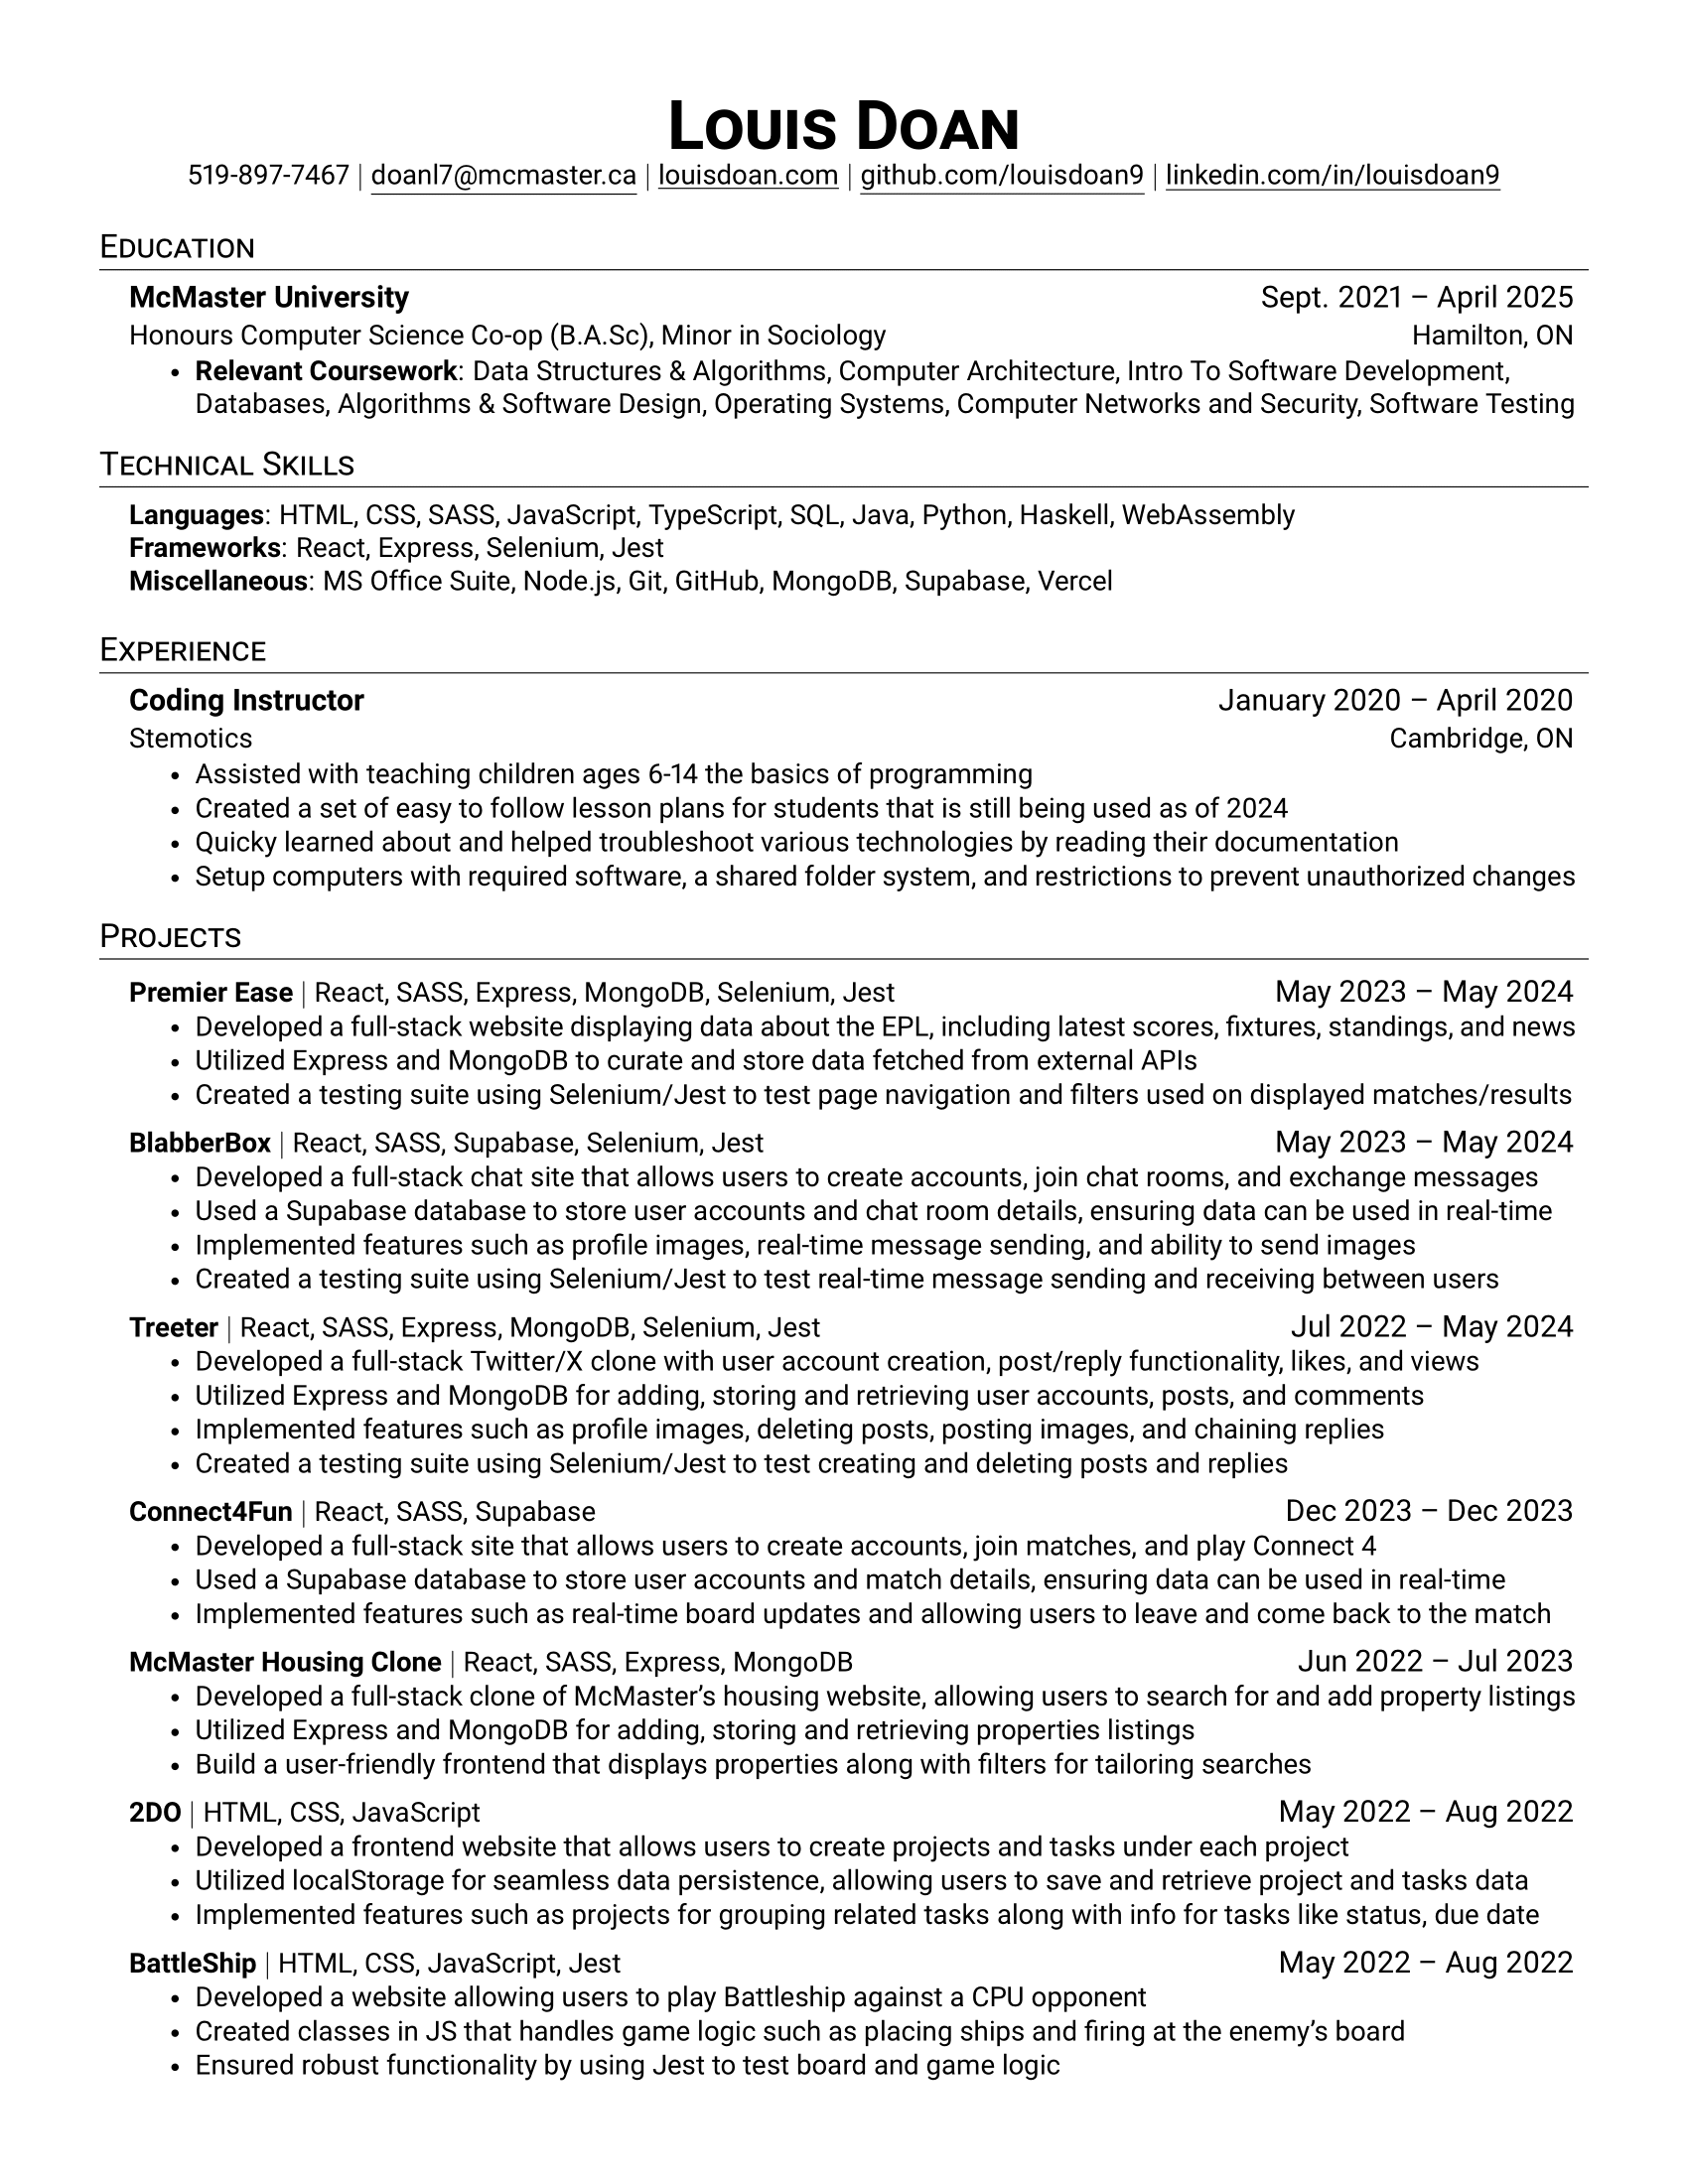 Louis Doan
519-897-7467 | doanl7@mcmaster.ca | louisdoan.com | github.com/louisdoan9 | linkedin.com/in/louisdoan9
Education
McMaster University Sept. 2021 – April 2025
Honours Computer Science Co-op (B.A.Sc), Minor in Sociology Hamilton, ON
• Relevant Coursework: Data Structures & Algorithms, Computer Architecture, Intro To Software Development,
Databases, Algorithms & Software Design, Operating Systems, Computer Networks and Security, Software Testing
Technical Skills
Languages: HTML, CSS, SASS, JavaScript, TypeScript, SQL, Java, Python, Haskell, WebAssembly
Frameworks: React, Express, Selenium, Jest
Miscellaneous: MS Office Suite, Node.js, Git, GitHub, MongoDB, Supabase, Vercel
Experience
Coding Instructor January 2020 – April 2020
Stemotics Cambridge, ON
• Assisted with teaching children ages 6-14 the basics of programming
• Created a set of easy to follow lesson plans for students that is still being used as of 2024
• Quicky learned about and helped troubleshoot various technologies by reading their documentation
• Setup computers with required software, a shared folder system, and restrictions to prevent unauthorized changes
Projects
Premier Ease | React, SASS, Express, MongoDB, Selenium, Jest May 2023 – May 2024
• Developed a full-stack website displaying data about the EPL, including latest scores, fixtures, standings, and news
• Utilized Express and MongoDB to curate and store data fetched from external APIs
• Created a testing suite using Selenium/Jest to test page navigation and filters used on displayed matches/results
BlabberBox | React, SASS, Supabase, Selenium, Jest May 2023 – May 2024
• Developed a full-stack chat site that allows users to create accounts, join chat rooms, and exchange messages
• Used a Supabase database to store user accounts and chat room details, ensuring data can be used in real-time
• Implemented features such as profile images, real-time message sending, and ability to send images
• Created a testing suite using Selenium/Jest to test real-time message sending and receiving between users
Treeter | React, SASS, Express, MongoDB, Selenium, Jest Jul 2022 – May 2024
• Developed a full-stack Twitter/X clone with user account creation, post/reply functionality, likes, and views
• Utilized Express and MongoDB for adding, storing and retrieving user accounts, posts, and comments
• Implemented features such as profile images, deleting posts, posting images, and chaining replies
• Created a testing suite using Selenium/Jest to test creating and deleting posts and replies
Connect4Fun | React, SASS, Supabase Dec 2023 – Dec 2023
• Developed a full-stack site that allows users to create accounts, join matches, and play Connect 4
• Used a Supabase database to store user accounts and match details, ensuring data can be used in real-time
• Implemented features such as real-time board updates and allowing users to leave and come back to the match
McMaster Housing Clone | React, SASS, Express, MongoDB Jun 2022 – Jul 2023
• Developed a full-stack clone of McMaster’s housing website, allowing users to search for and add property listings
• Utilized Express and MongoDB for adding, storing and retrieving properties listings
• Build a user-friendly frontend that displays properties along with filters for tailoring searches
2DO | HTML, CSS, JavaScript May 2022 – Aug 2022
• Developed a frontend website that allows users to create projects and tasks under each project
• Utilized localStorage for seamless data persistence, allowing users to save and retrieve project and tasks data
• Implemented features such as projects for grouping related tasks along with info for tasks like status, due date
BattleShip | HTML, CSS, JavaScript, Jest May 2022 – Aug 2022
• Developed a website allowing users to play Battleship against a CPU opponent
• Created classes in JS that handles game logic such as placing ships and firing at the enemy’s board
• Ensured robust functionality by using Jest to test board and game logic